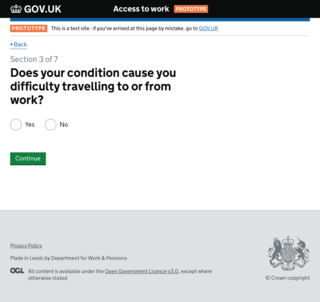 GOV.UK
Access to work PROTOTYPE
PROTOTYPE This is a test site - if you've arrived at this page by mistake, go to GOV.UK
Back
Section 3 of 7
Does your condition cause you
difficulty travelling to or from
work?
Yes No
Continue
Privacy Policy
Made in Leeds by Department for Work & Pensions
OGL All content is available under the Open Government Licence v3.0, except where
otherwise stated
© Crown copyright